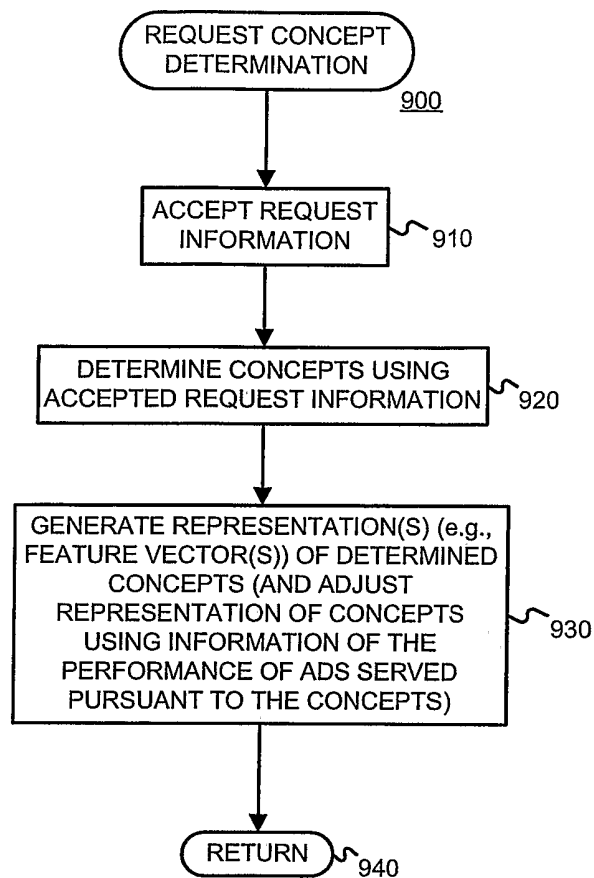 REQUEST CONCEPT
DETERMINATION
900
ACCEPT REQUEST
INFORMATION
910
DETERMINE CONCEPTS USING
ACCEPTED REQUEST INFORMATION
920
GENERATE REPRESENTATION(S) (e.g.,
FEATURE VECTOR(S)) OF DETERMINED
CONCEPTS (AND ADJUST
REPRESENTATION OF CONCEPTS
USING INFORMATION OF THE
PERFORMANCE OF ADS SERVED
PURSUANT TO THE CONCEPTS)
930
RETURN
940